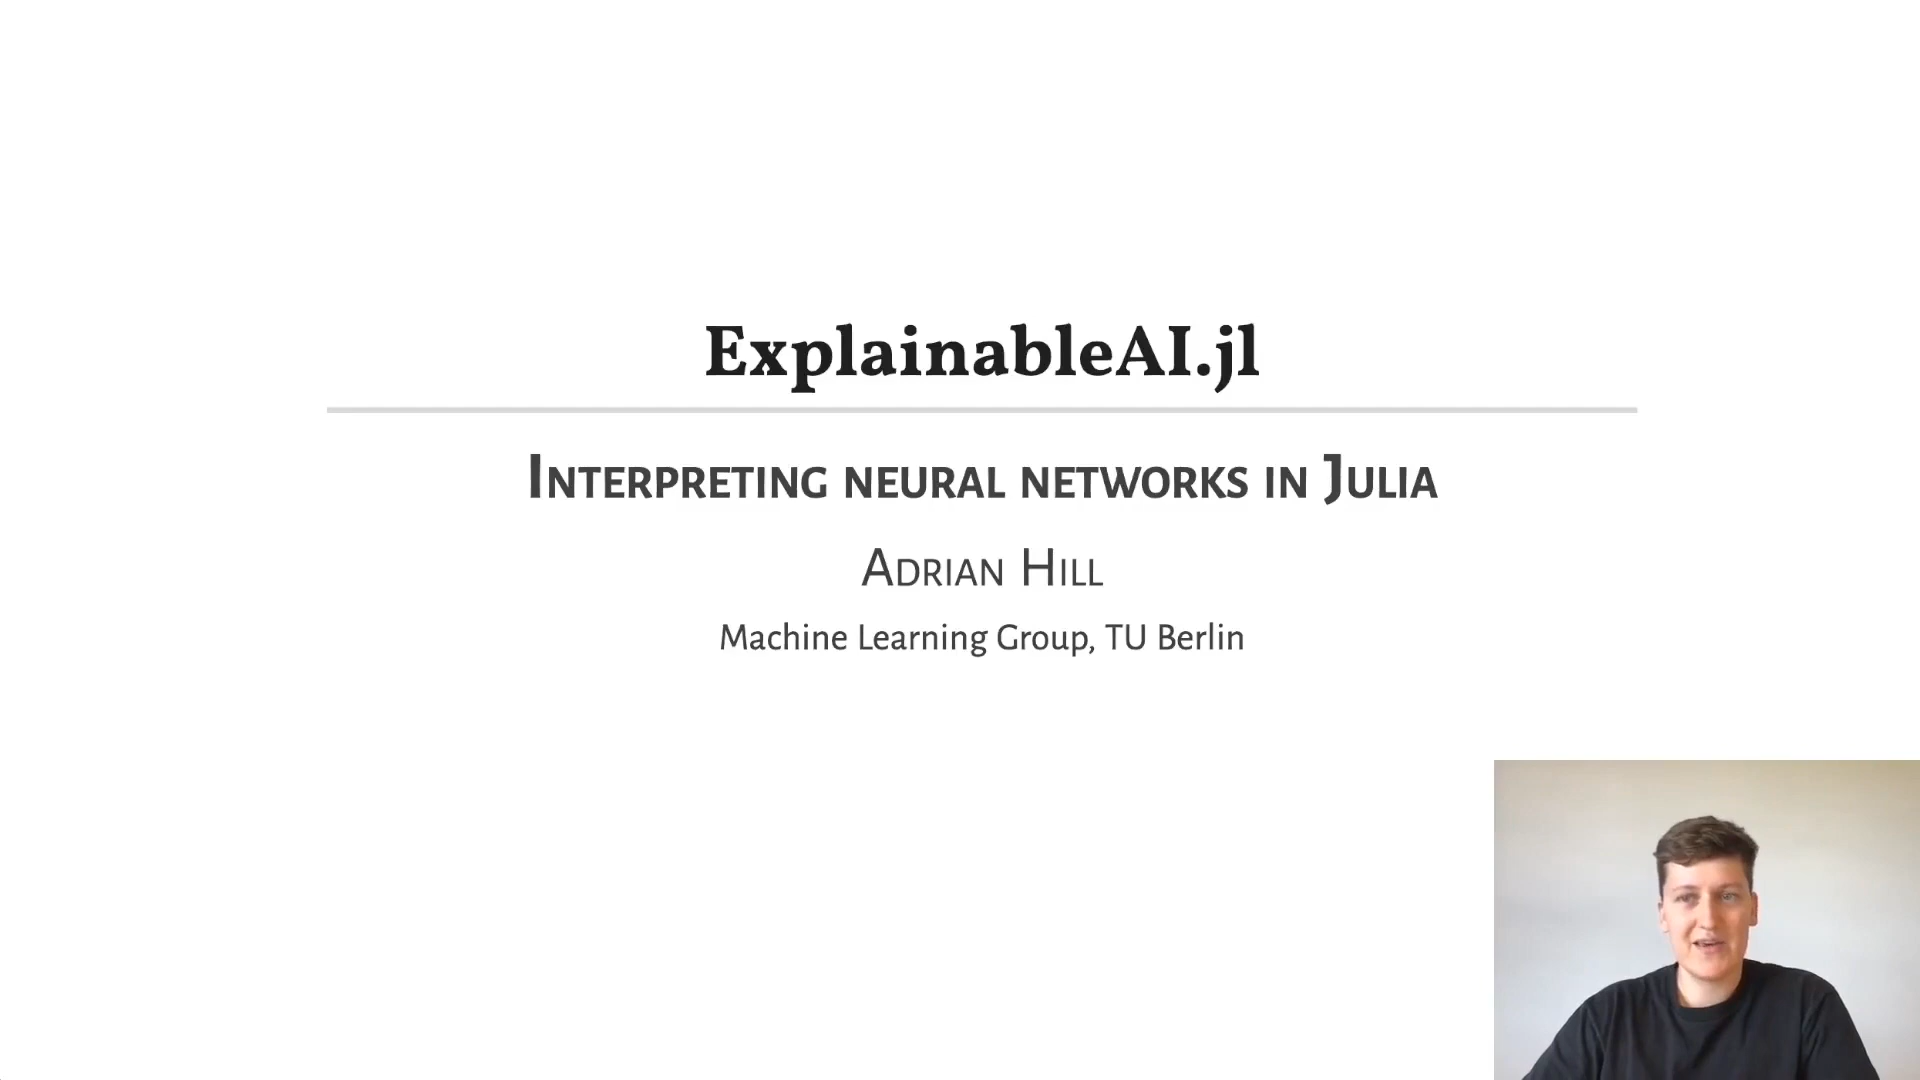 ExplainableAI.jl
Interpreting neural networks in Julia
Adrian Hill
Machine Learning Group, TU Berlin